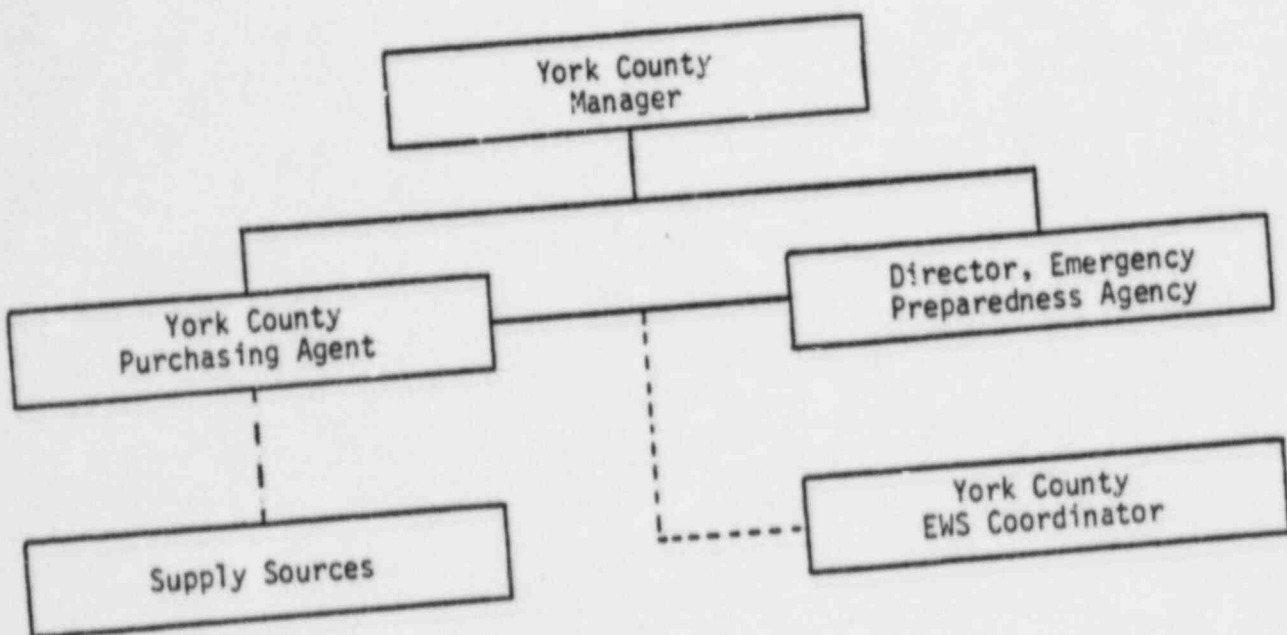 York County
Manager
Director, Emergency
Preparedness Agency
York County
Purchasing Agent
York County
EWS Coordinator
Supply Sources